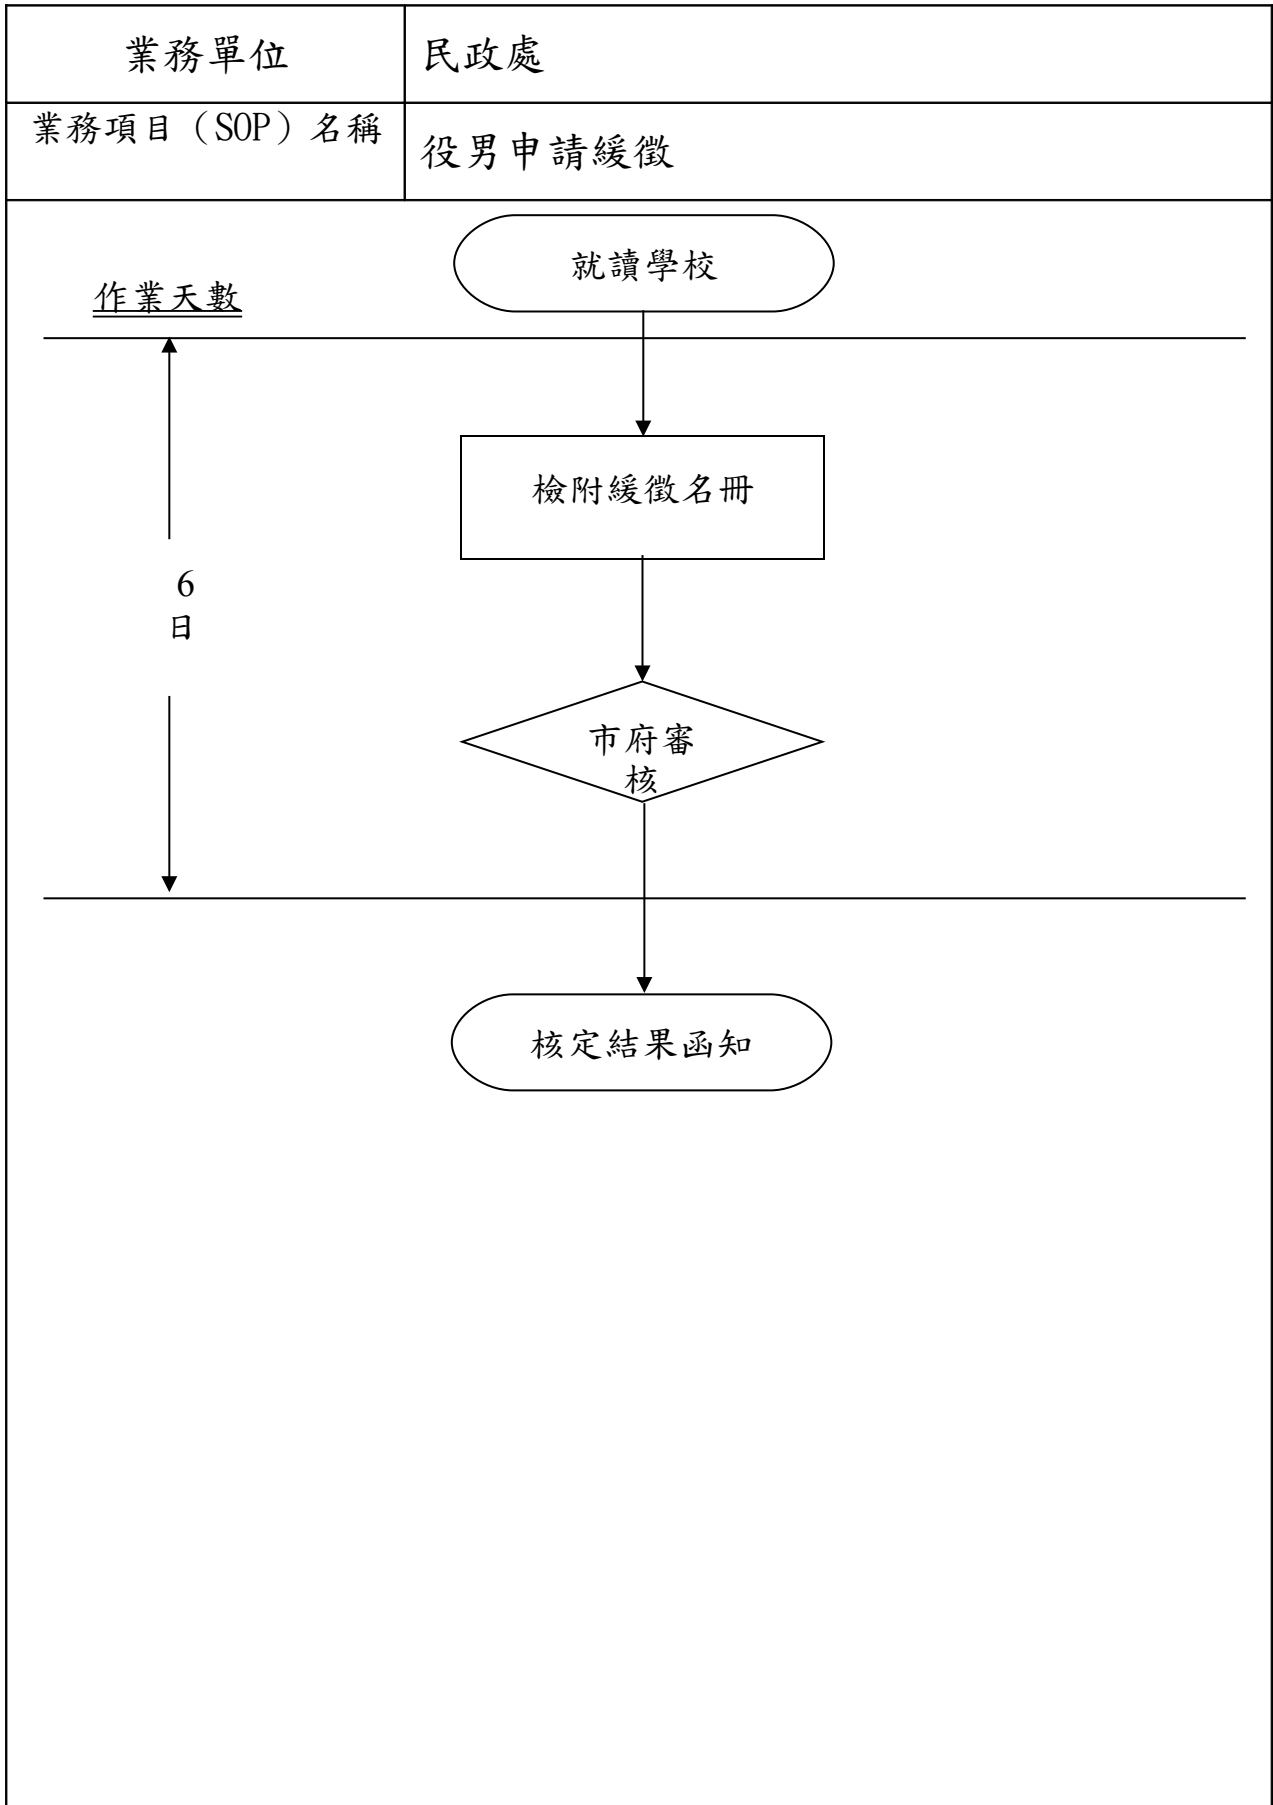 業務單位
民政處
業務項目（SOP）名稱
役男申請緩徵
就讀學校
作業天數
檢附緩徵名冊
6
日
市府審
核
核定結果函知